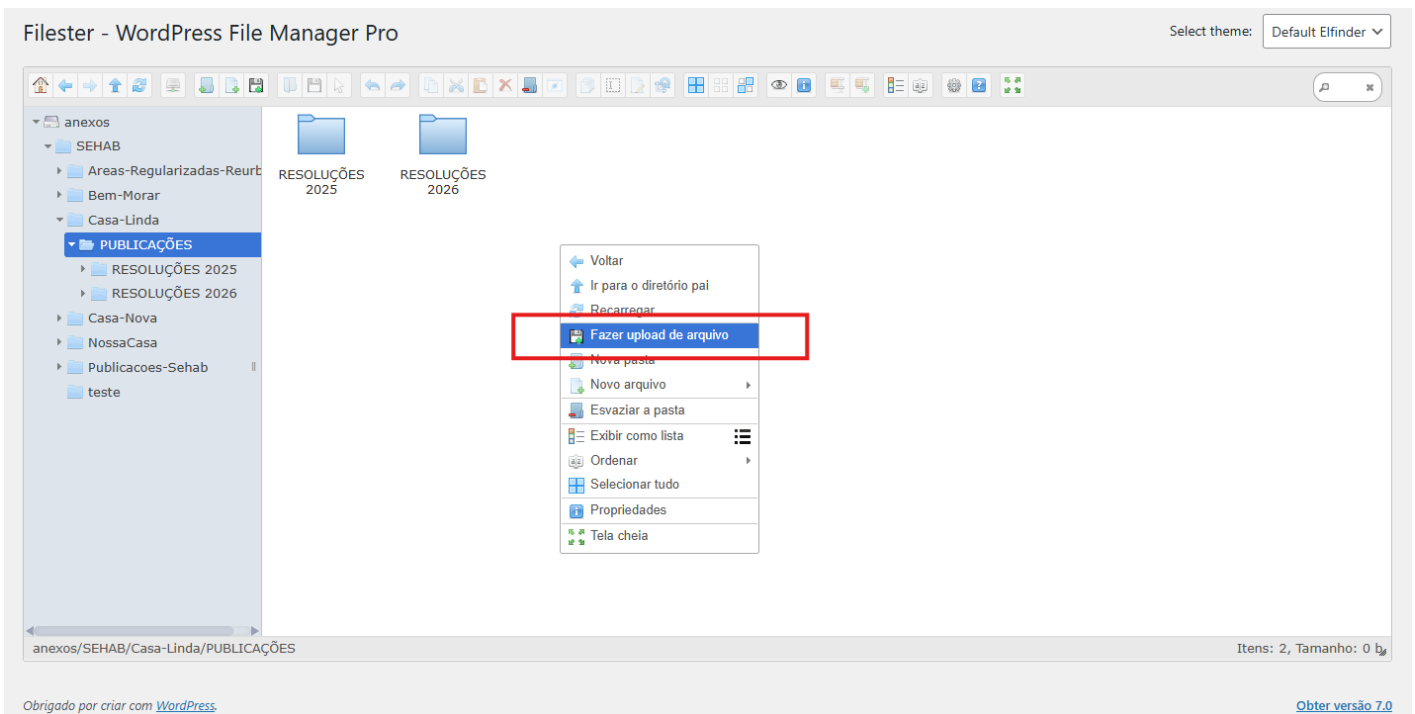 Filester - WordPress File Manager Pro
Select theme: Default Elfinder
anexos
SEHAB
Areas-Regularizadas-Reurb
Bem-Morar
Casa-Linda
PUBLICAÇÕES
RESOLUÇÕES 2025
RESOLUÇÕES 2026
Casa-Nova
NossaCasa
Publicacoes-Sehab
teste
RESOLUÇÕES
2025
RESOLUÇÕES
2026
Voltar
Ir para o diretório pai
Recarregar
Fazer upload de arquivo
Nova pasta
Novo arquivo
Esvaziar a pasta
Exibir como lista
Ordenar
Selecionar tudo
Propriedades
Tela cheia
anexos/SEHAB/Casa-Linda/PUBLICAÇÕES
Itens: 2, Tamanho: 0 b
Obrigado por criar com WordPress.
Obter versão 7.0